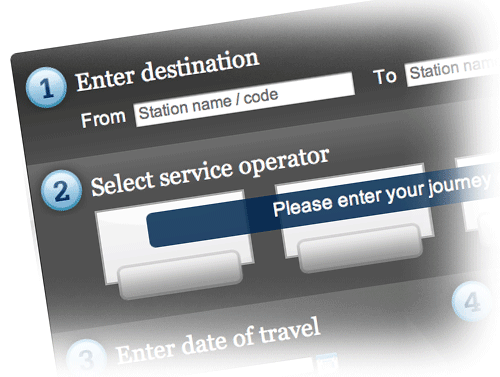 1 Enter destination
From Station name / code To Station nam
2 Select service operator
Please enter your journey
3 Enter date of travel
4